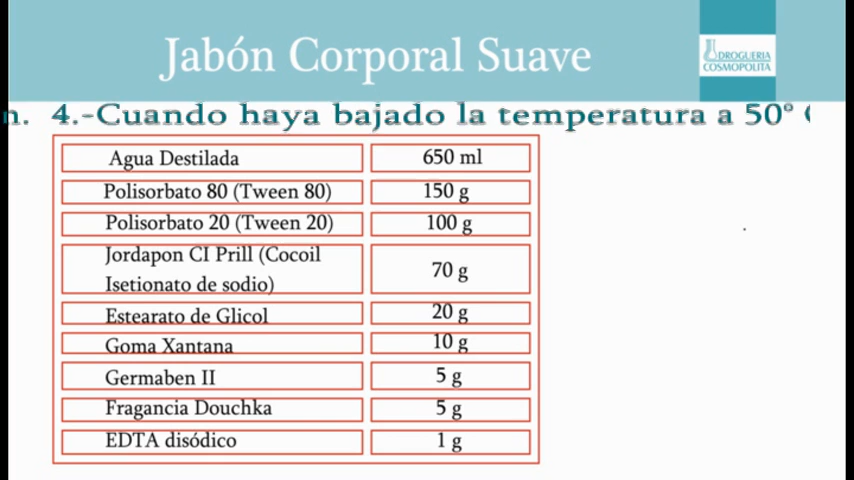 Jabón Corporal Suave
DROGUERIA
COSMOPOLITA
n. 4.-Cuando haya bajado la temperatura a 50º
Agua Destilada 650 ml
Polisorbato 80 (Tween 80) 150 g
Polisorbato 20 (Tween 20) 100 g
Jordapon CI Prill (Cocoil
Isetionato de sodio) 70 g
Estearato de Glicol 20 g
Goma Xantana 10 g
Germaben II 5 g
Fragancia Douchka 5 g
EDTA disódico 1 g